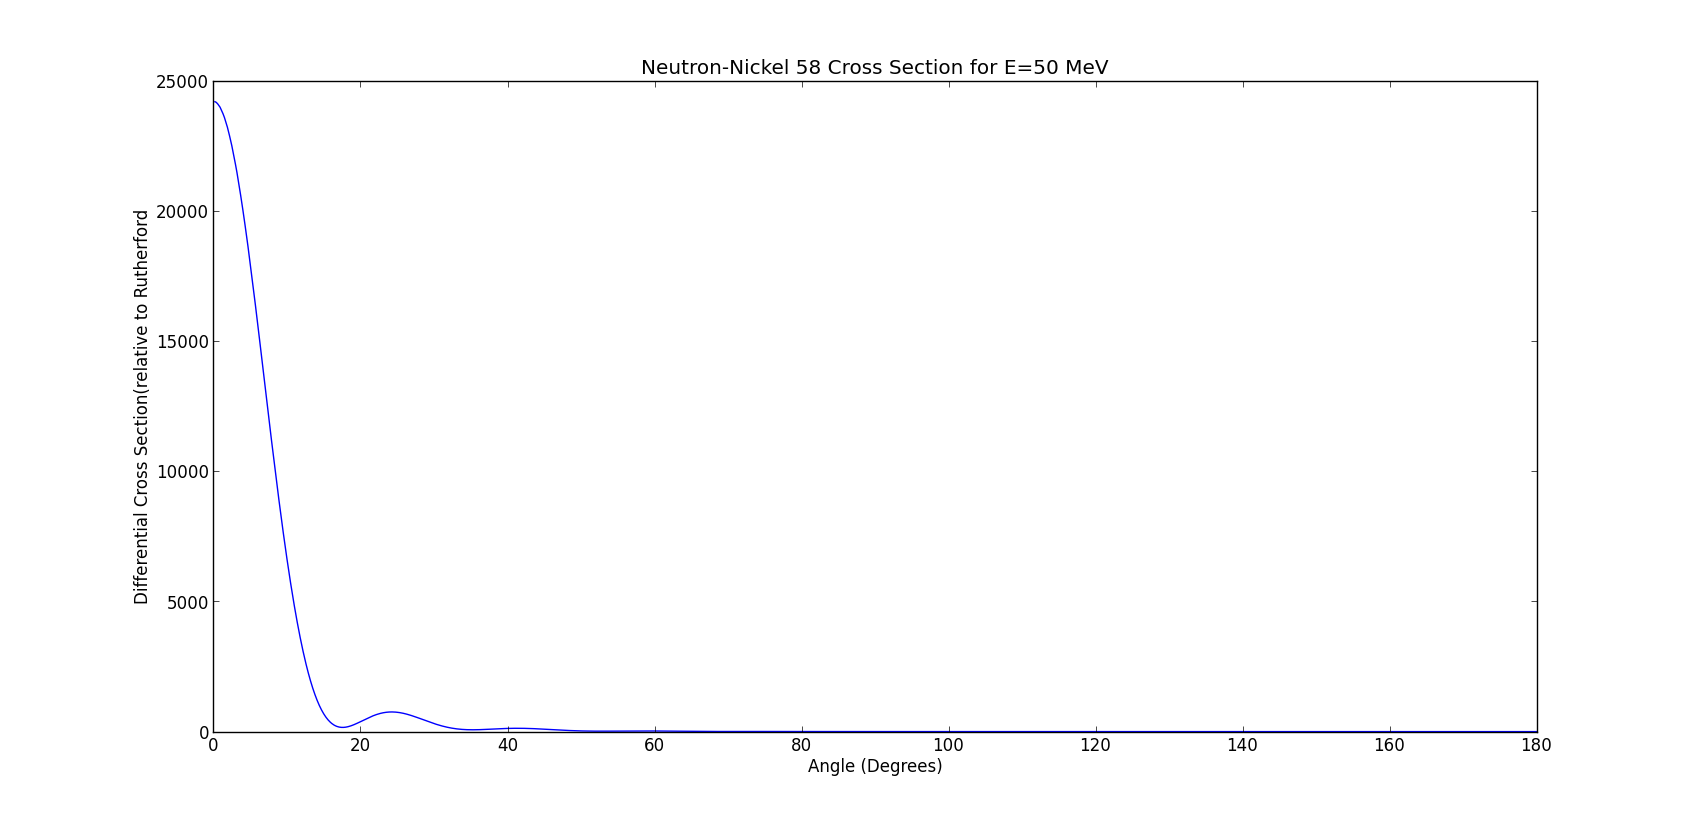 Neutron-Nickel 58 Cross Section for E=50 MeV
Differential Cross Section(relative to Rutherford
25000
20000
15000
10000
5000
0
0 20 40 60 80 100 120 140 160 180
Angle (Degrees)